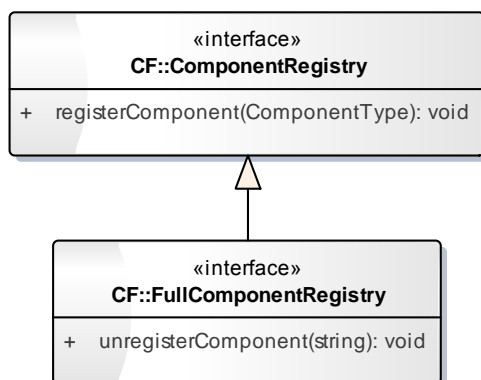 «interface»
CF::ComponentRegistry
+ registerComponent(ComponentType): void
«interface»
CF::FullComponentRegistry
+ unregisterComponent(string): void